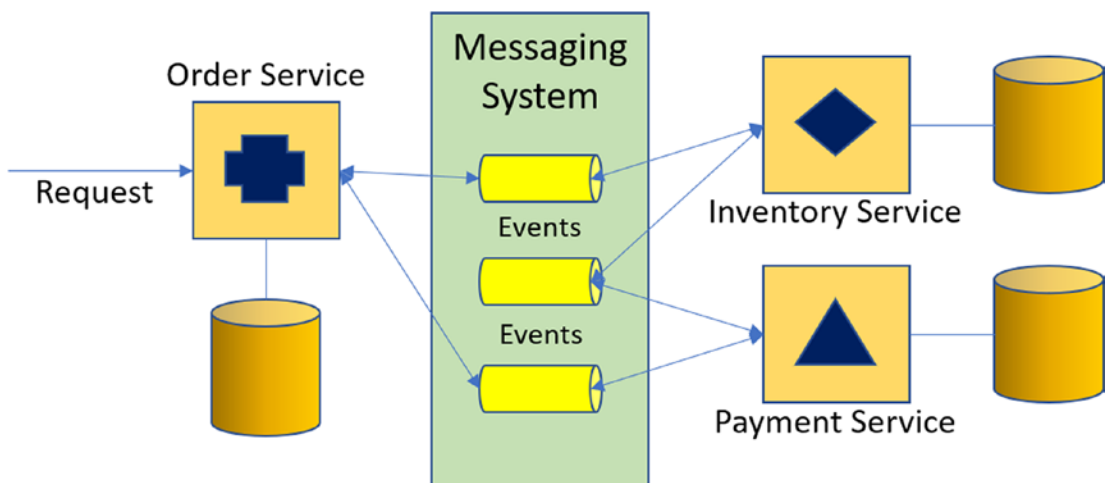 Order Service
Request
Messaging
System
Events
Events
Inventory Service
Payment Service